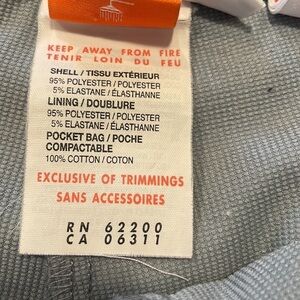 KEEP AWAY FROM FIRE
TENIR LOIN DU FEU
SHELL / TISSU EXTÉRIEUR
95% POLYESTER / POLYESTER
5% ELASTANE / ÉLASTHANNE
LINING / DOUBLURE
95% POLYESTER / POLYESTER
5% ELASTANE / ÉLASTHANNE
POCKET BAG / POCHE
COMPACTABLE
100% COTTON / COTON
EXCLUSIVE OF TRIMMINGS
SANS ACCESSOIRES
RN 62200
CA 06311